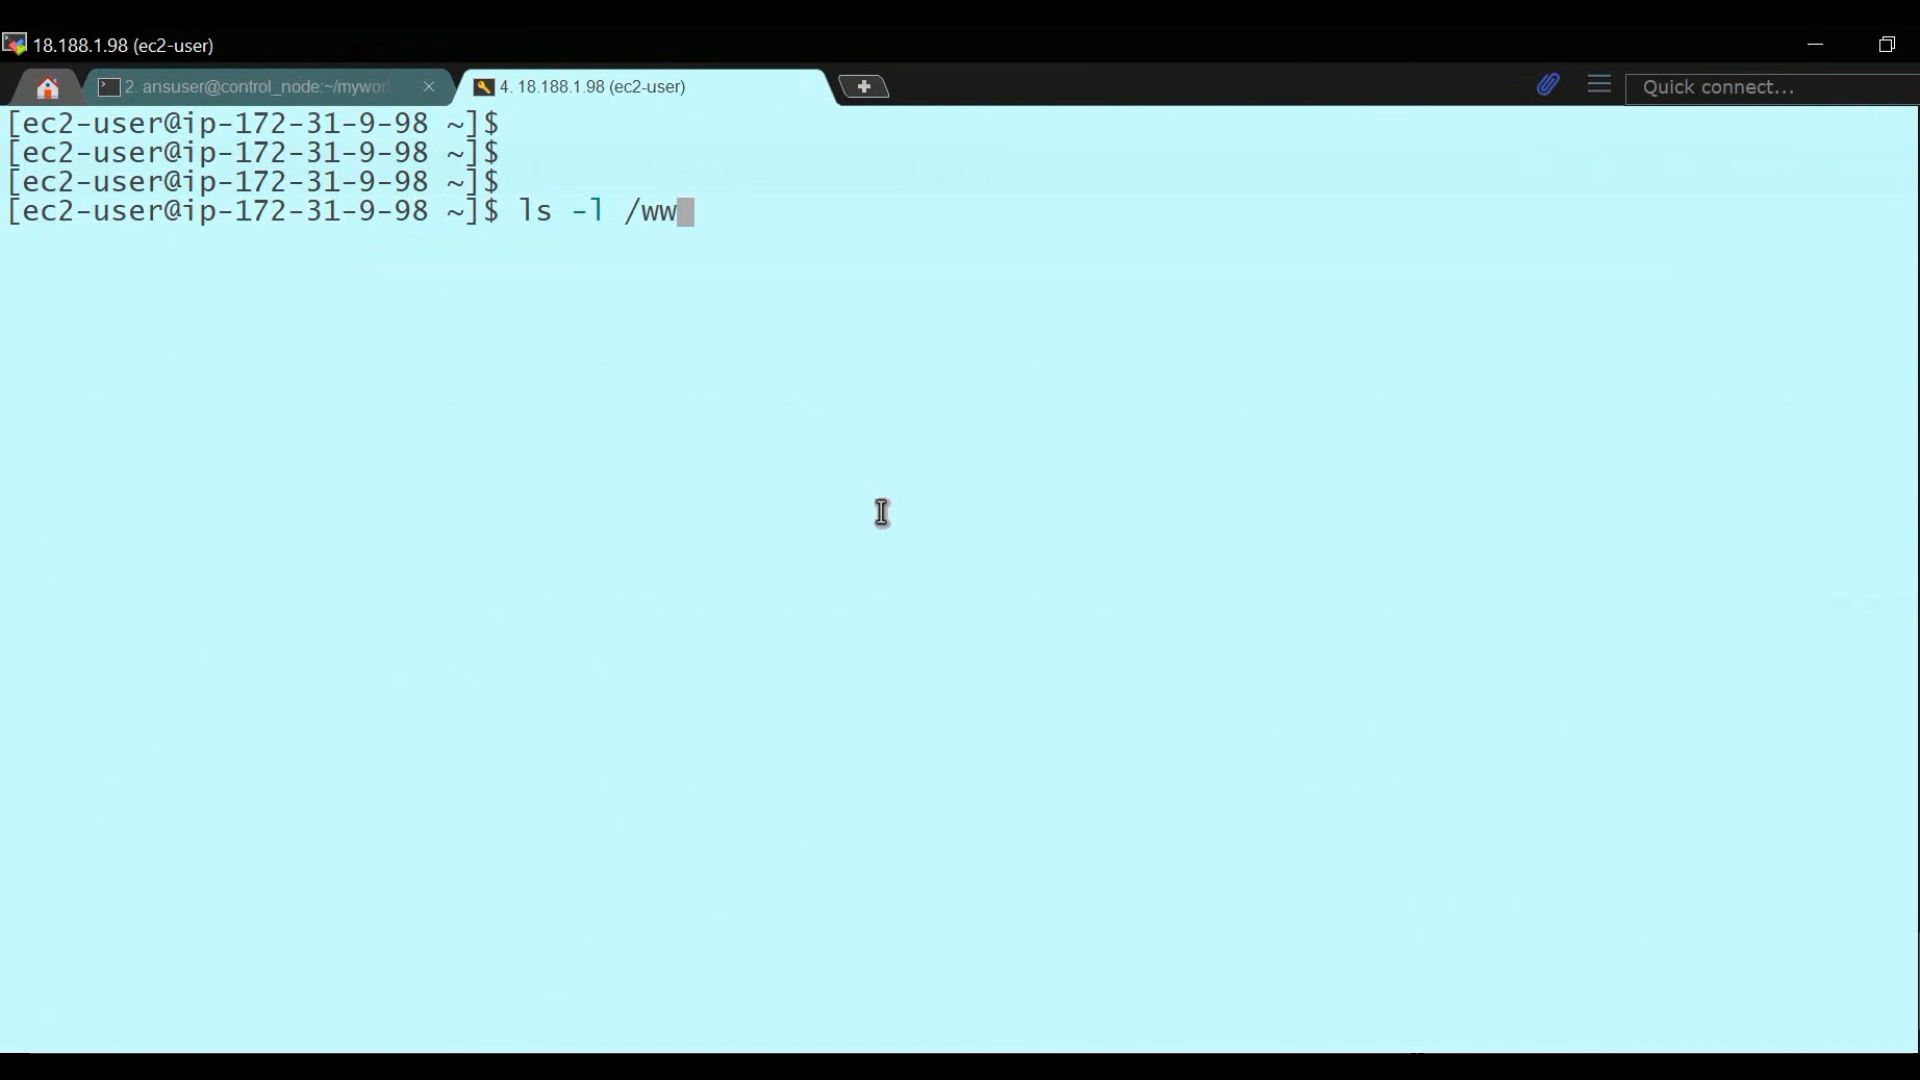 18.188.1.98 (ec2-user)
2. ansuser@control_node:~/mywor
4. 18.188.1.98 (ec2-user)
Quick connect...
[ec2-user@ip-172-31-9-98 ~]$
[ec2-user@ip-172-31-9-98 ~]$
[ec2-user@ip-172-31-9-98 ~]$
[ec2-user@ip-172-31-9-98 ~]$ ls -l /ww